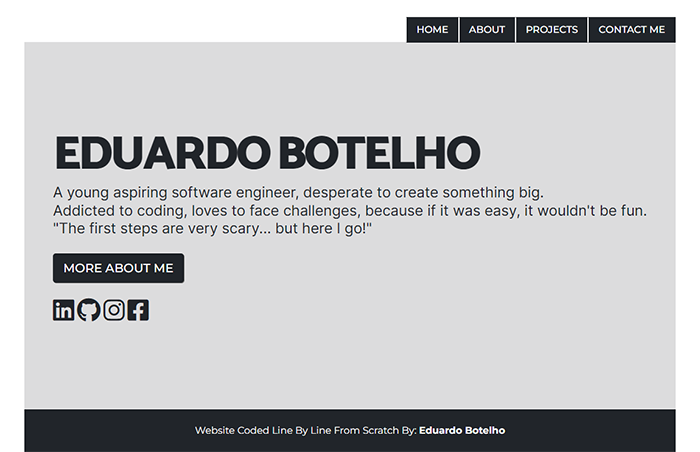 HOME ABOUT PROJECTS CONTACT ME
EDUARDO BOTELHO
A young aspiring software engineer, desperate to create something big.
Addicted to coding, loves to face challenges, because if it was easy, it wouldn't be fun.
"The first steps are very scary... but here I go!"
MORE ABOUT ME
Website Coded Line By Line From Scratch By: Eduardo Botelho